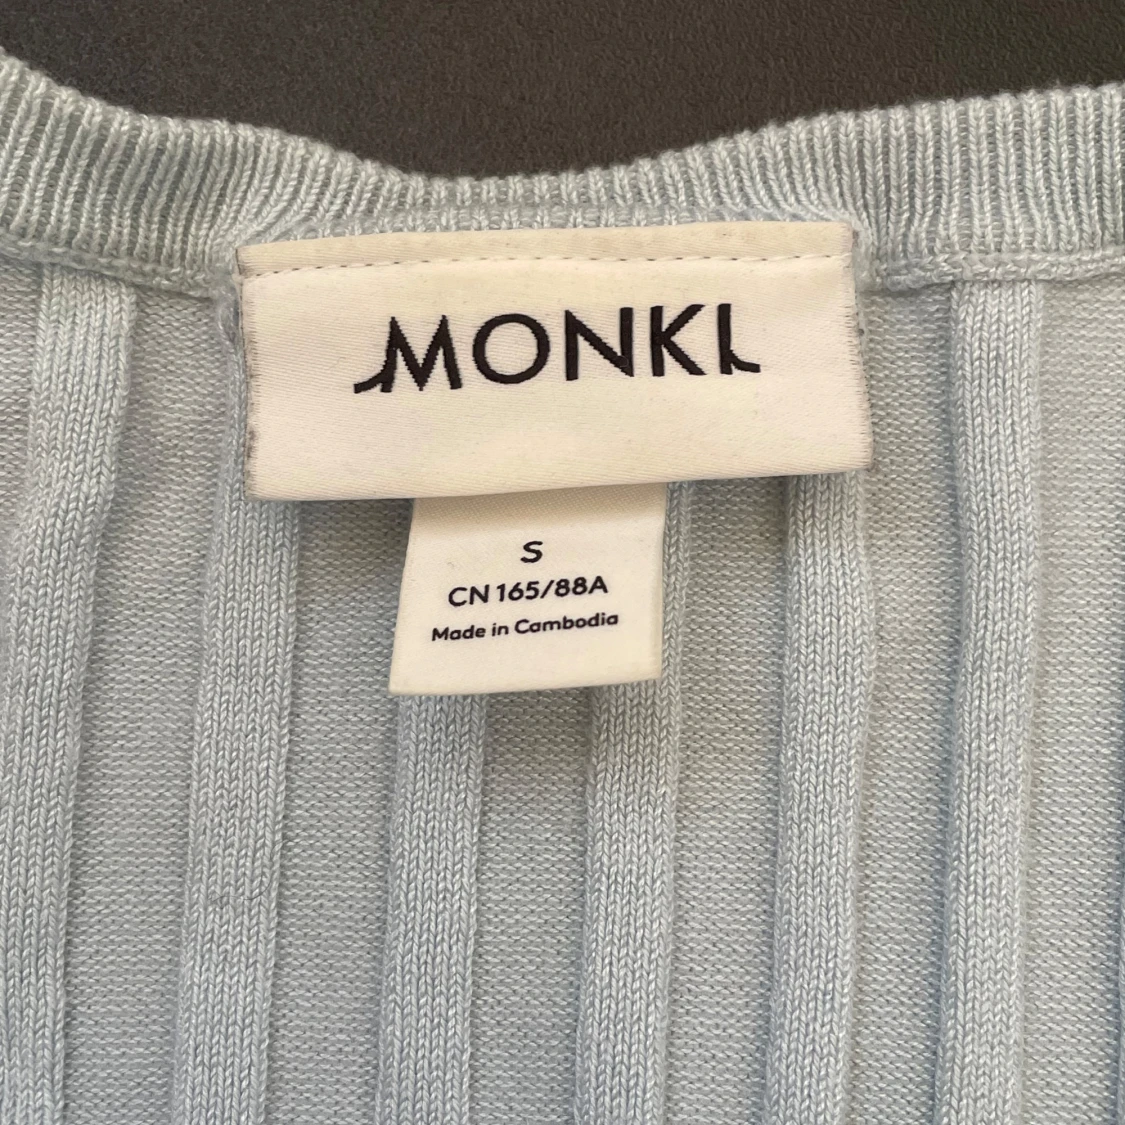 MONKI
S
CN 165/88A
Made in Cambodia